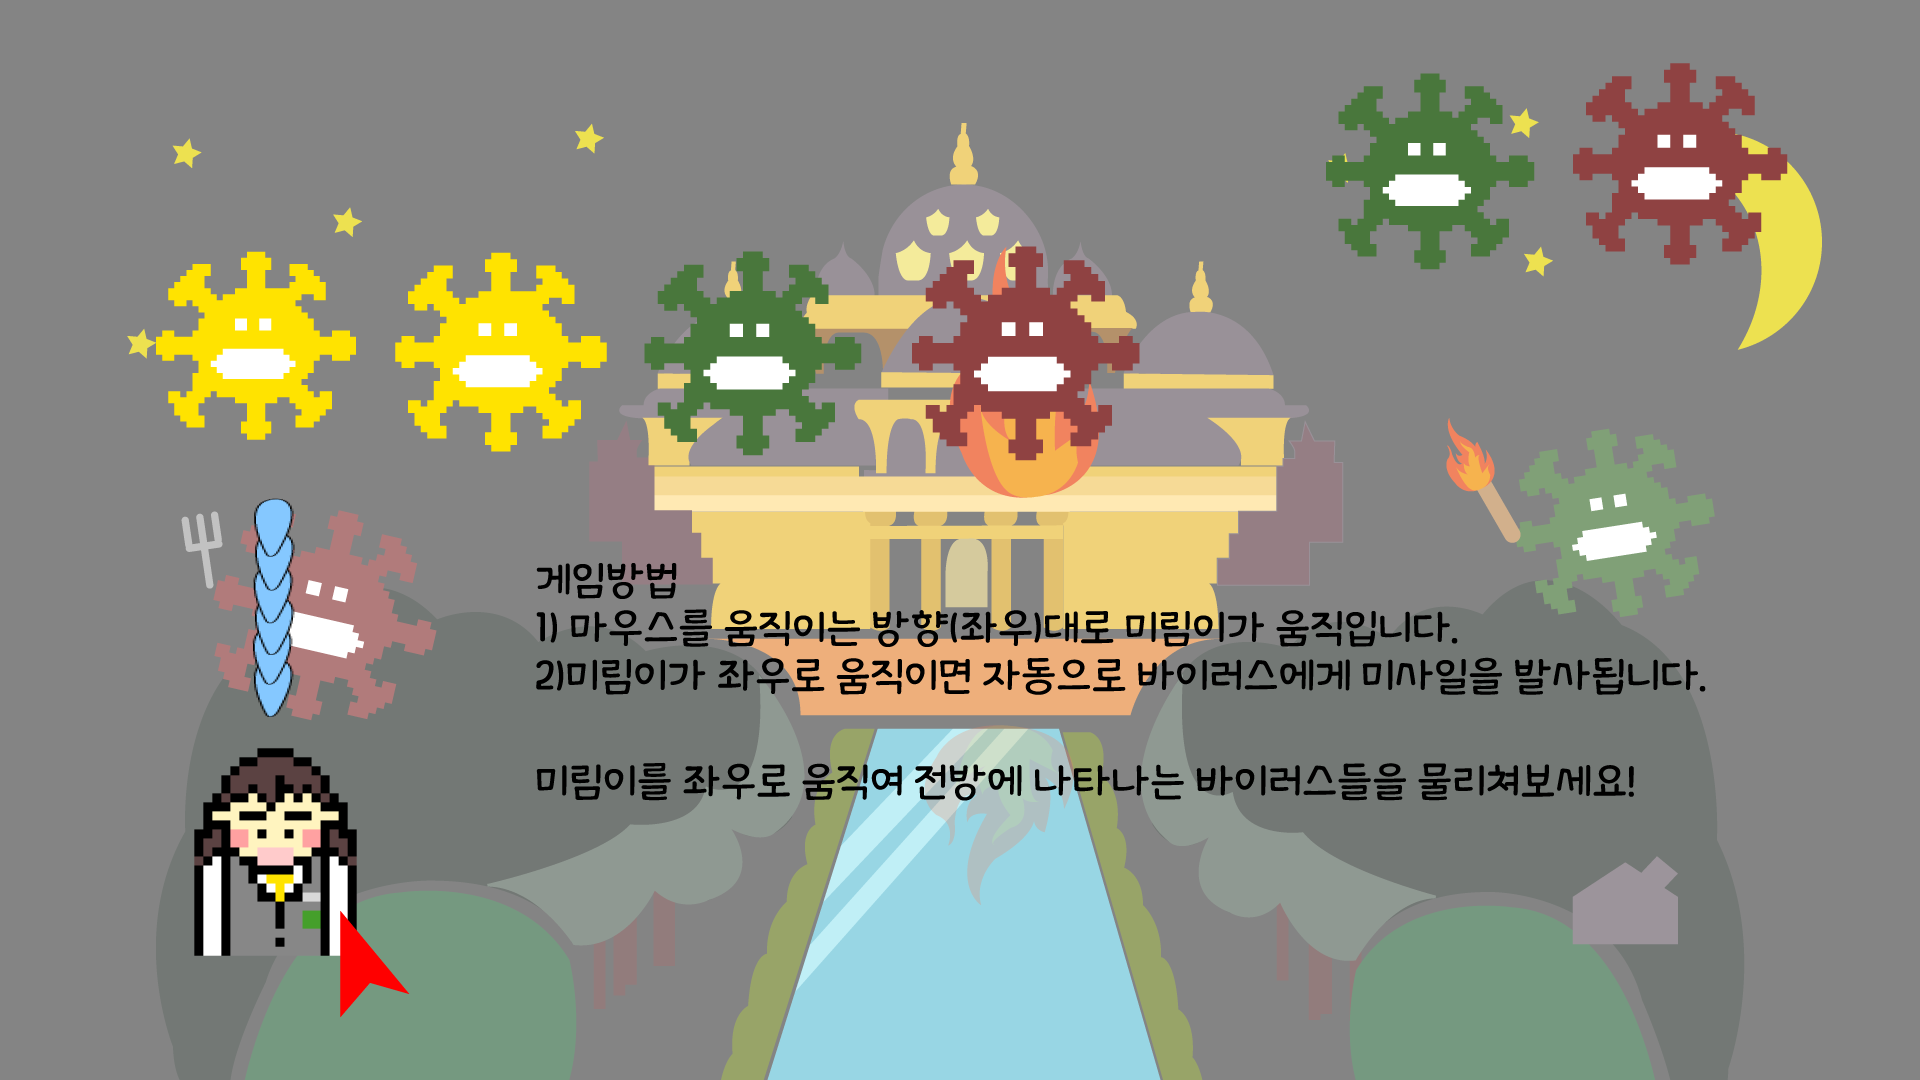 게임방법
1) 마우스를 움직이는 방향(좌우)대로 미림이가 움직입니다.
2)미림이가 좌우로 움직이면 자동으로 바이러스에게 미사일을 발사됩니다.
미림이를 좌우로 움직여 전방에 나타나는 바이러스들을 물리쳐보세요!